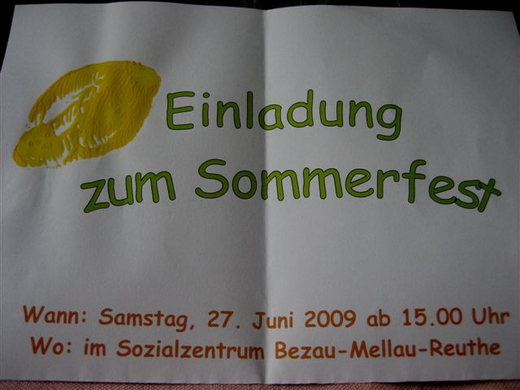 Einladung
zum Sommerfest
Wann: Samstag, 27. Juni 2009 ab 15.00 Uhr
Wo: im Sozialzentrum Bezau-Mellau-Reuthe